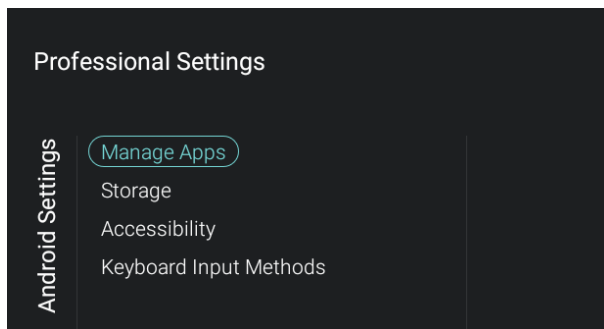 Professional Settings
Android Settings
Manage Apps
Storage
Accessibility
Keyboard Input Methods